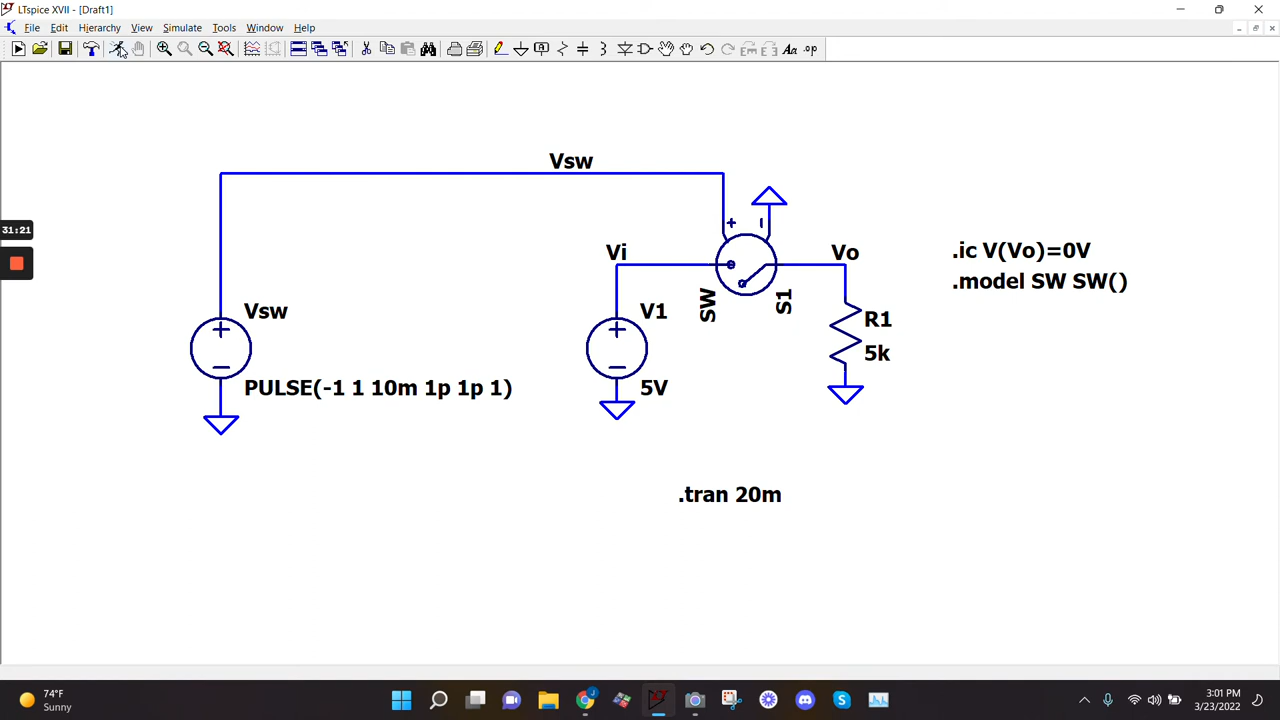 LTspice XVII - [Draft1]
File Edit Hierarchy View Simulate Tools Window Help
Aa .op
31:21
Vsw
+ -
Vi
Vo
.ic V(Vo)=0V
.model SW SW()
SW
S1
Vsw
+
-
PULSE(-1 1 10m 1p 1p 1)
V1
+
-
5V
R1
5k
.tran 20m
74°F
Sunny
3:01 PM
3/23/2022